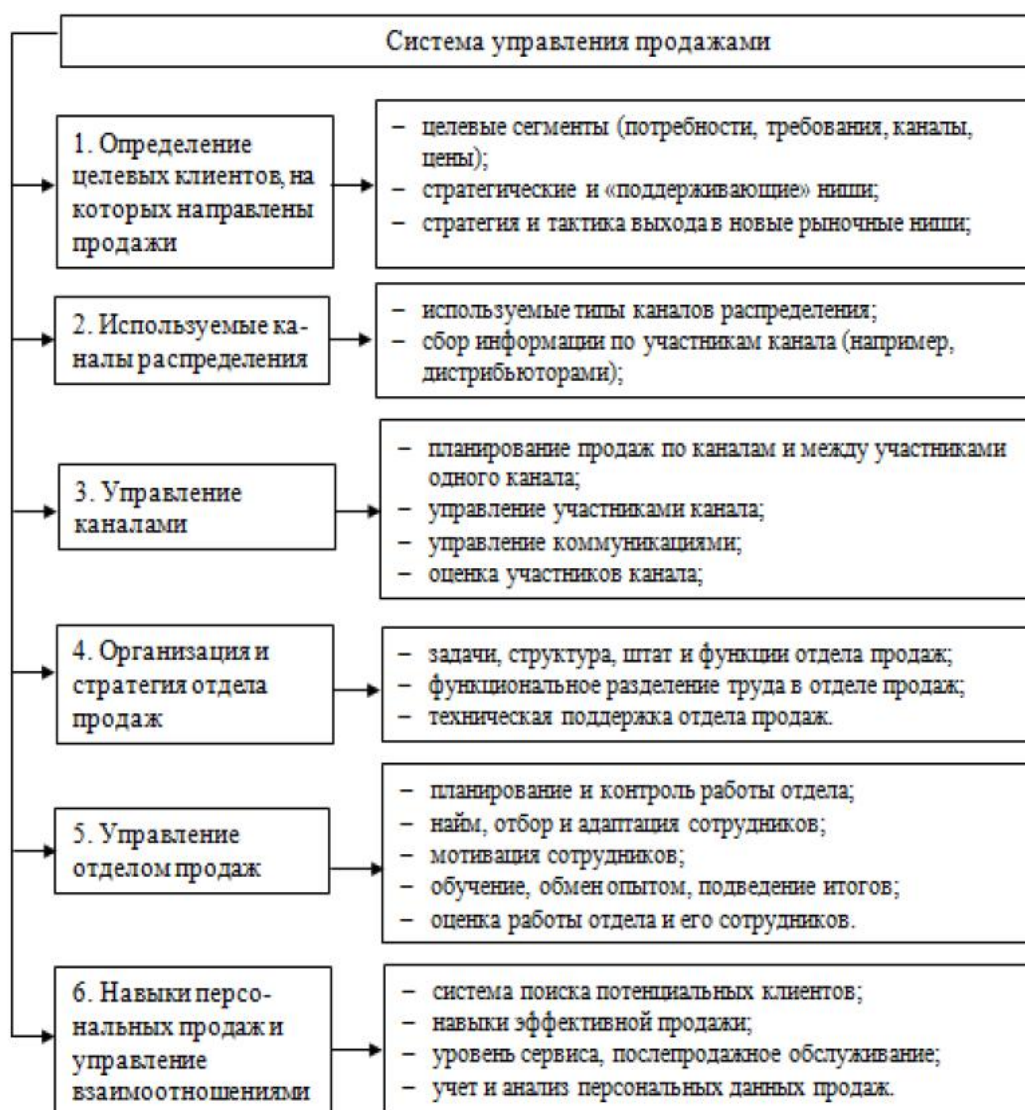 Система управления продажами
1. Определение
целевых клиентов, на
которых направлены
продажи
– целевые сегменты (потребности, требования, каналы,
цены);
– стратегические и «поддерживающие» ниши;
– стратегия и тактика выхода в новые рыночные ниши;
2. Используемые ка-
налы распределения
– используемые типы каналов распределения;
– сбор информации по участникам канала (например,
дистрибьюторами);
3. Управление
каналами
– планирование продаж по каналам и между участниками
одного канала;
– управление участниками канала;
– управление коммуникациями;
– оценка участников канала;
4. Организация и
стратегия отдела
продаж
– задачи, структура, штат и функции отдела продаж;
– функциональное разделение труда в отделе продаж;
– техническая поддержка отдела продаж.
5. Управление
отделом продаж
– планирование и контроль работы отдела;
– найм, отбор и адаптация сотрудников;
– мотивация сотрудников;
– обучение, обмен опытом, подведение итогов;
– оценка работы отдела и его сотрудников.
6. Навыки персо-
нальных продаж и
управление
взаимоотношениями
– система поиска потенциальных клиентов;
– навыки эффективной продажи;
– уровень сервиса, послепродажное обслуживание;
– учет и анализ персональных данных продаж.